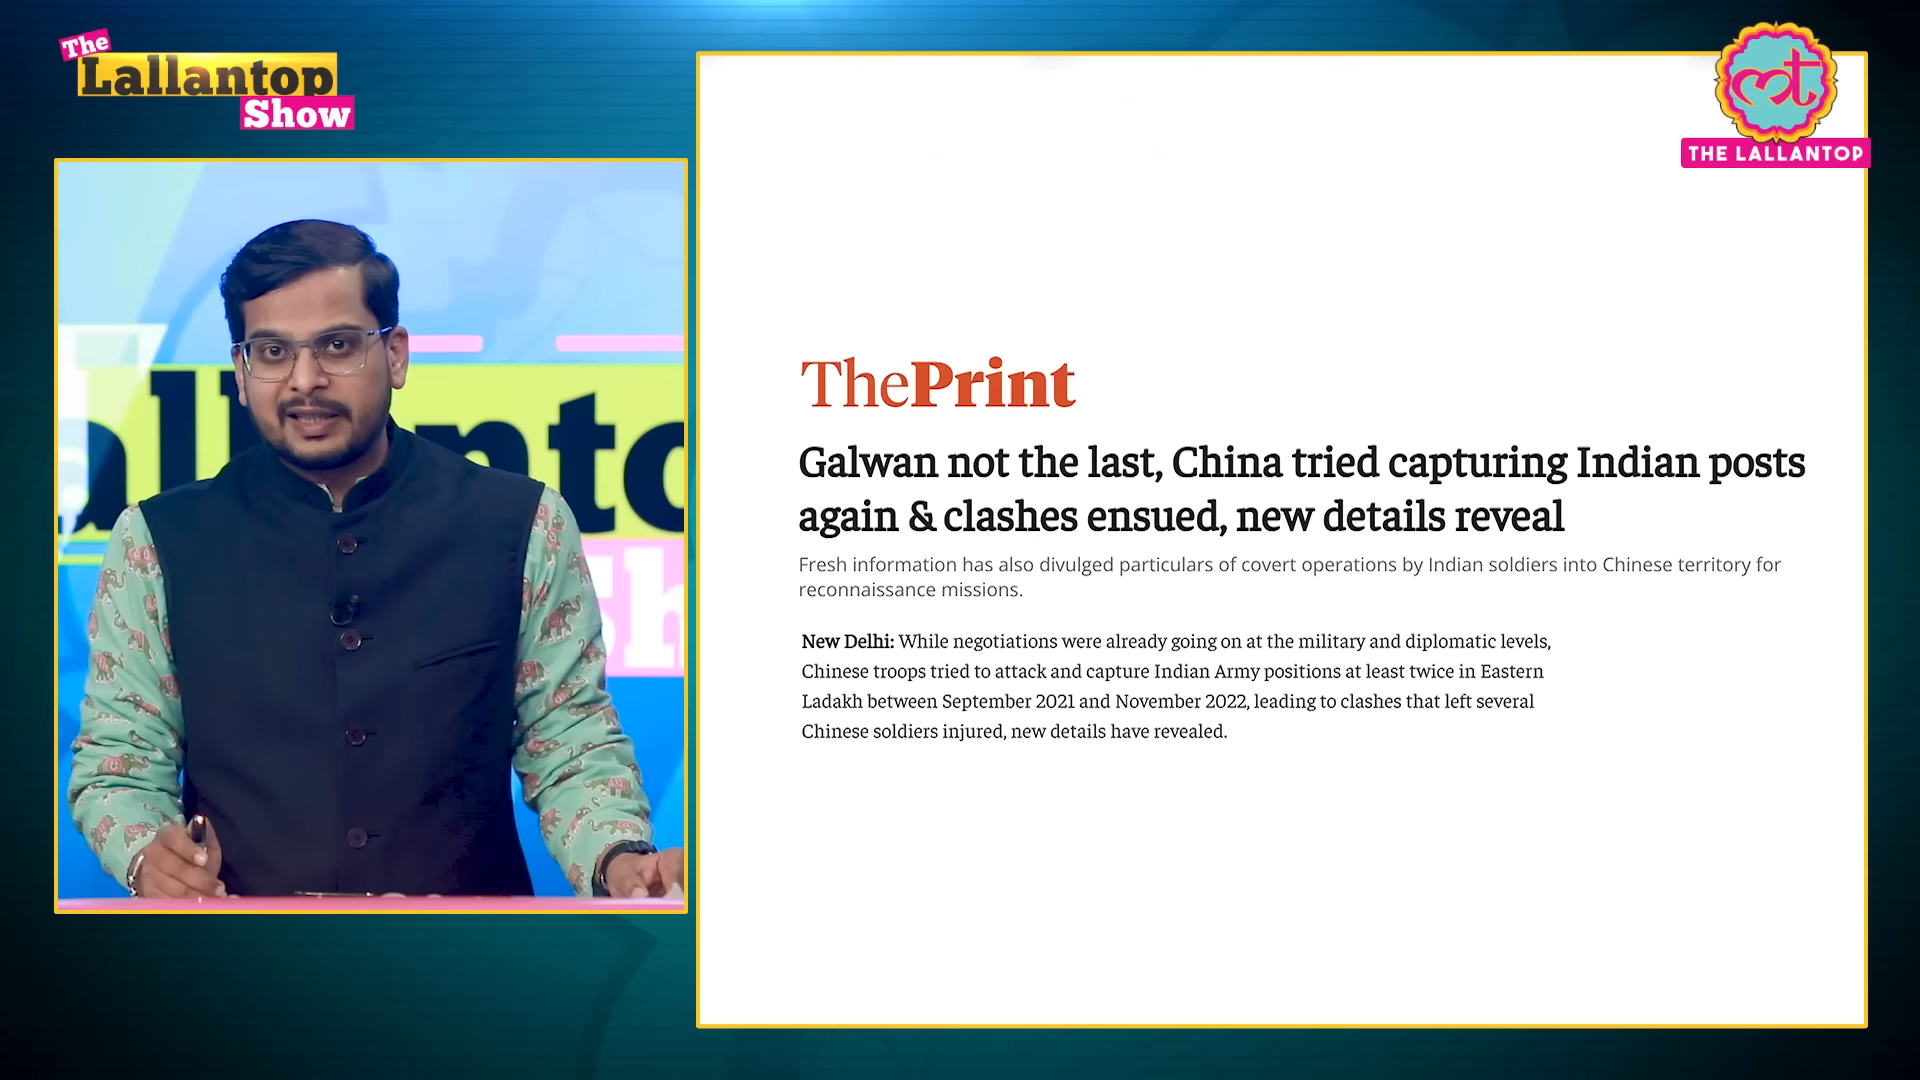 The
Lallantop
Show
मर्त
THE LALLANTOP
allanto
Sh
ThePrint
Galwan not the last, China tried capturing Indian posts
again & clashes ensued, new details reveal
Fresh information has also divulged particulars of covert operations by Indian soldiers into Chinese territory for
reconnaissance missions.
New Delhi: While negotiations were already going on at the military and diplomatic levels,
Chinese troops tried to attack and capture Indian Army positions at least twice in Eastern
Ladakh between September 2021 and November 2022, leading to clashes that left several
Chinese soldiers injured, new details have revealed.